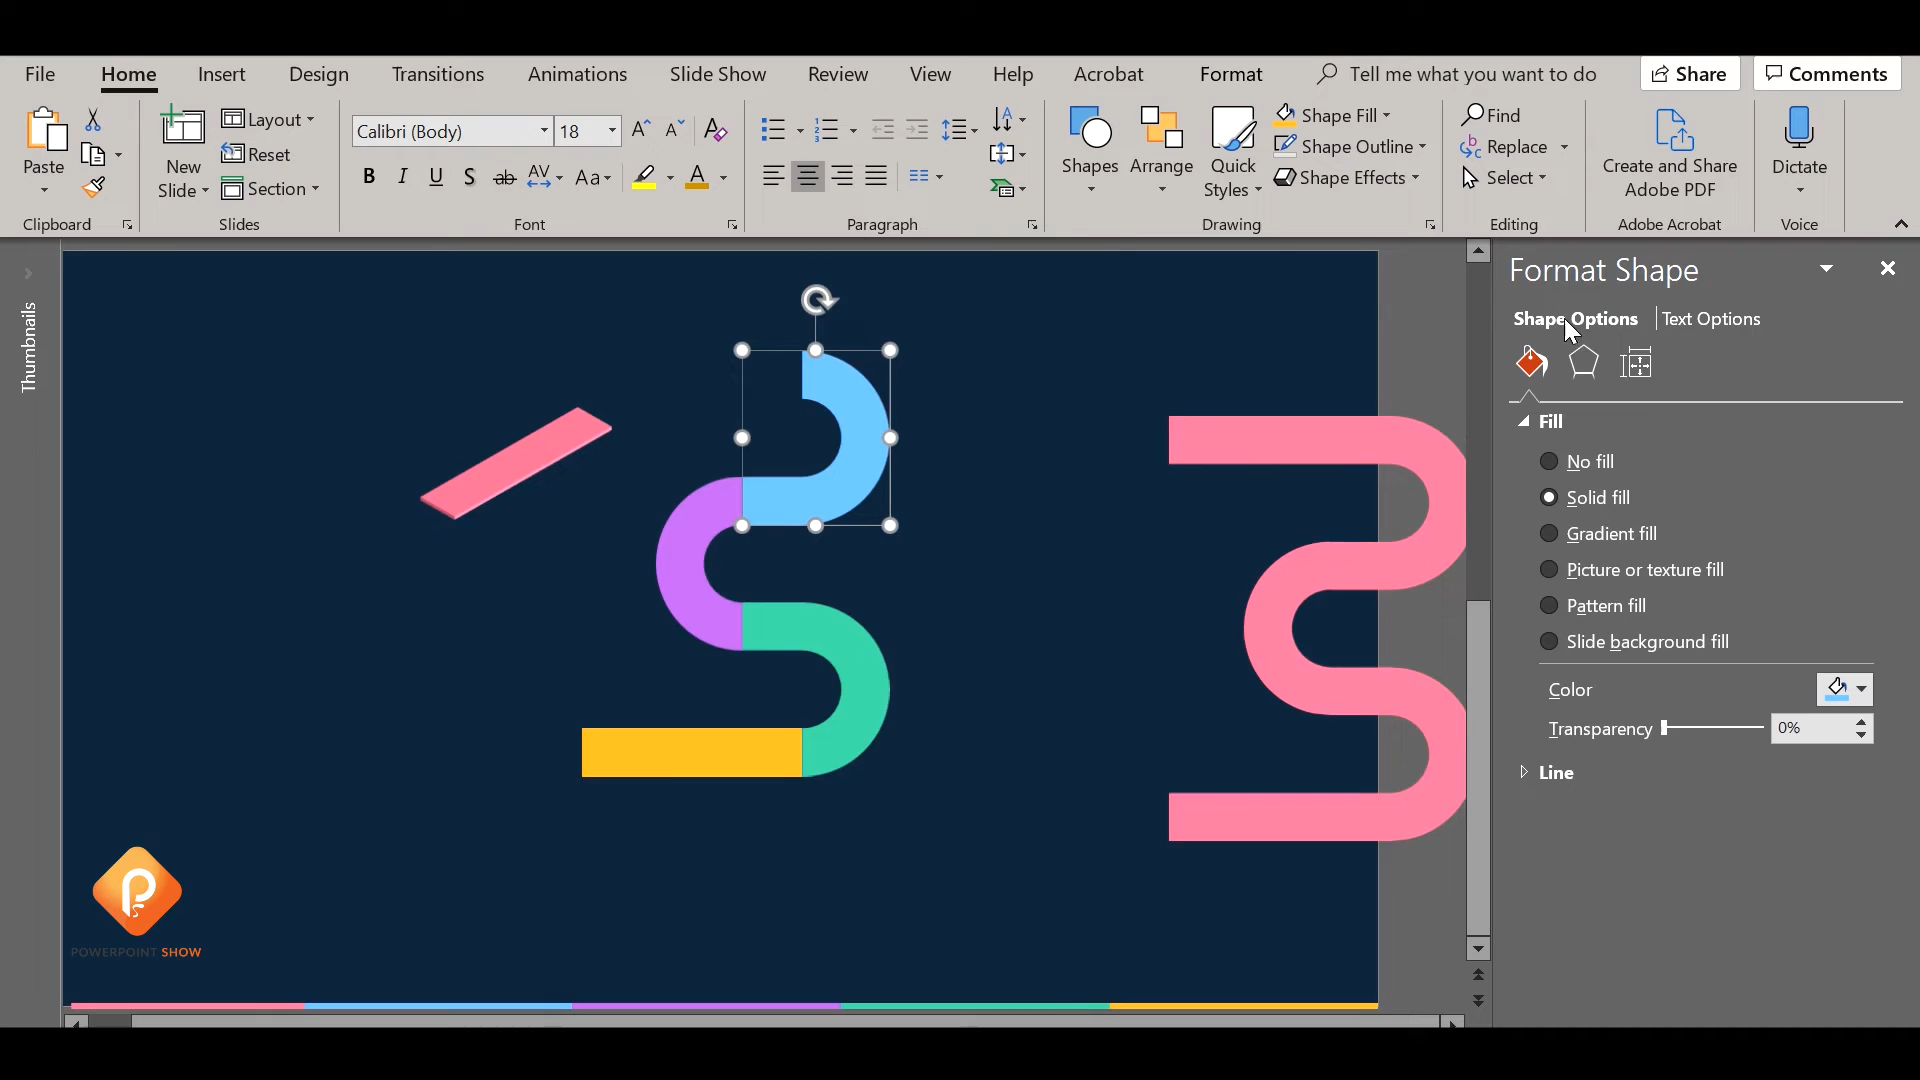 File Home Insert Design Transitions Animations Slide Show Review View Help Acrobat Format Tell me what you want to do Share Comments
Paste
New Slide
Layout
Reset
Section
Calibri (Body) 18
B I U S ab AV Aa A
Shapes
Arrange
Quick Styles
Shape Fill
Shape Outline
Shape Effects
Find
Replace
Select
Create and Share
Adobe PDF
Dictate
Clipboard Slides Font Paragraph Drawing Editing Adobe Acrobat Voice
Thumbnails
Format Shape
Shape Options Text Options
Fill
No fill
Solid fill
Gradient fill
Picture or texture fill
Pattern fill
Slide background fill
Color
Transparency 0%
Line
POWERPOINT SHOW